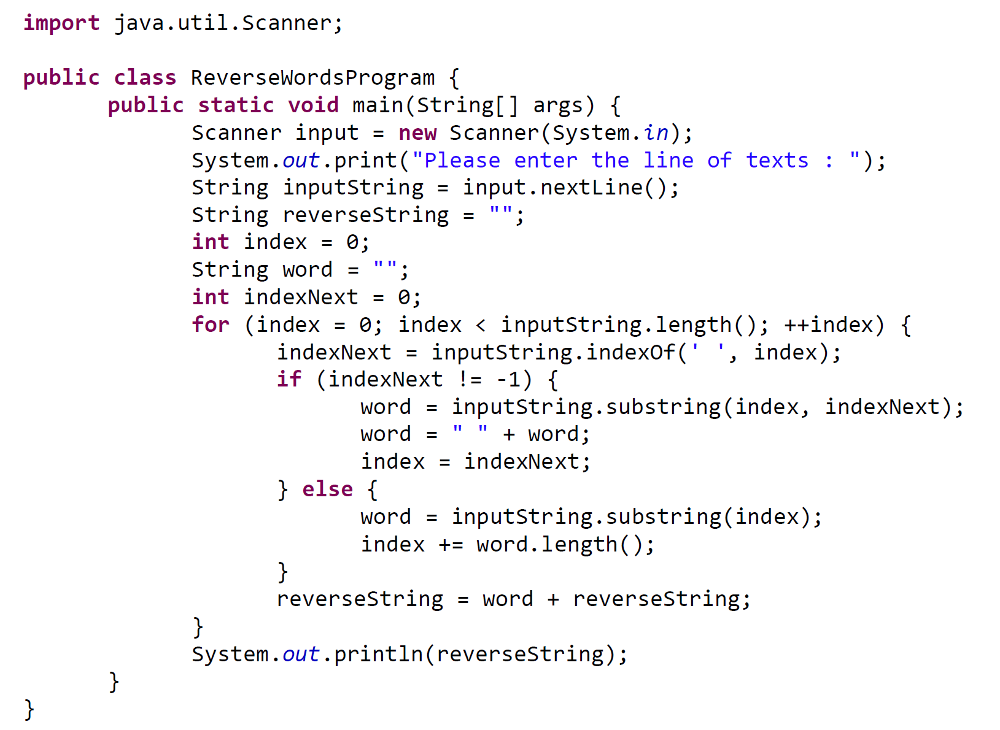 import java.util.Scanner;

public class ReverseWordsProgram {
    public static void main(String[] args) {
        Scanner input = new Scanner(System.in);
        System.out.print("Please enter the line of texts : ");
        String inputString = input.nextLine();
        String reverseString = "";
        int index = 0;
        String word = "";
        int indexNext = 0;
        for (index = 0; index < inputString.length(); ++index) {
            indexNext = inputString.indexOf(' ', index);
            if (indexNext != -1) {
                word = inputString.substring(index, indexNext);
                word = " " + word;
                index = indexNext;
            } else {
                word = inputString.substring(index);
                index += word.length();
            }
            reverseString = word + reverseString;
        }
        System.out.println(reverseString);
    }
}